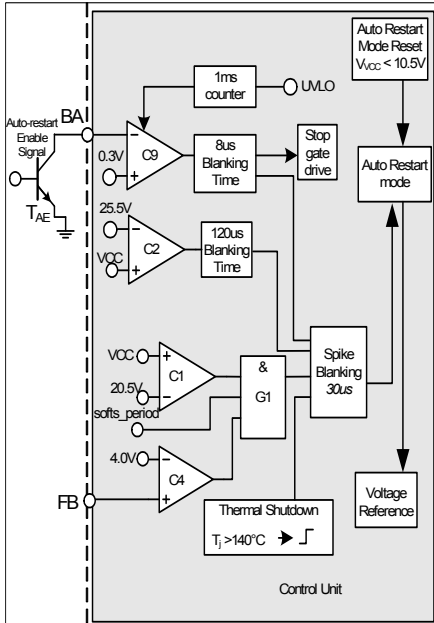 Auto Restart
Mode Reset
VVCC < 10.5V
1ms
counter
UVLO
BA
Auto-restart
Enable
Signal
0.3V
−
+
C9
8us
Blanking
Time
Stop
gate
drive
Auto Restart
mode
TAE
25.5V
−
C2
VCC
+
120us
Blanking
Time
VCC
+
C1
20.5V
−
softs_period
&
G1
Spike
Blanking
30us
4.0V
−
C4
+
FB
Thermal Shutdown
Tj >140°C
Voltage
Reference
Control Unit